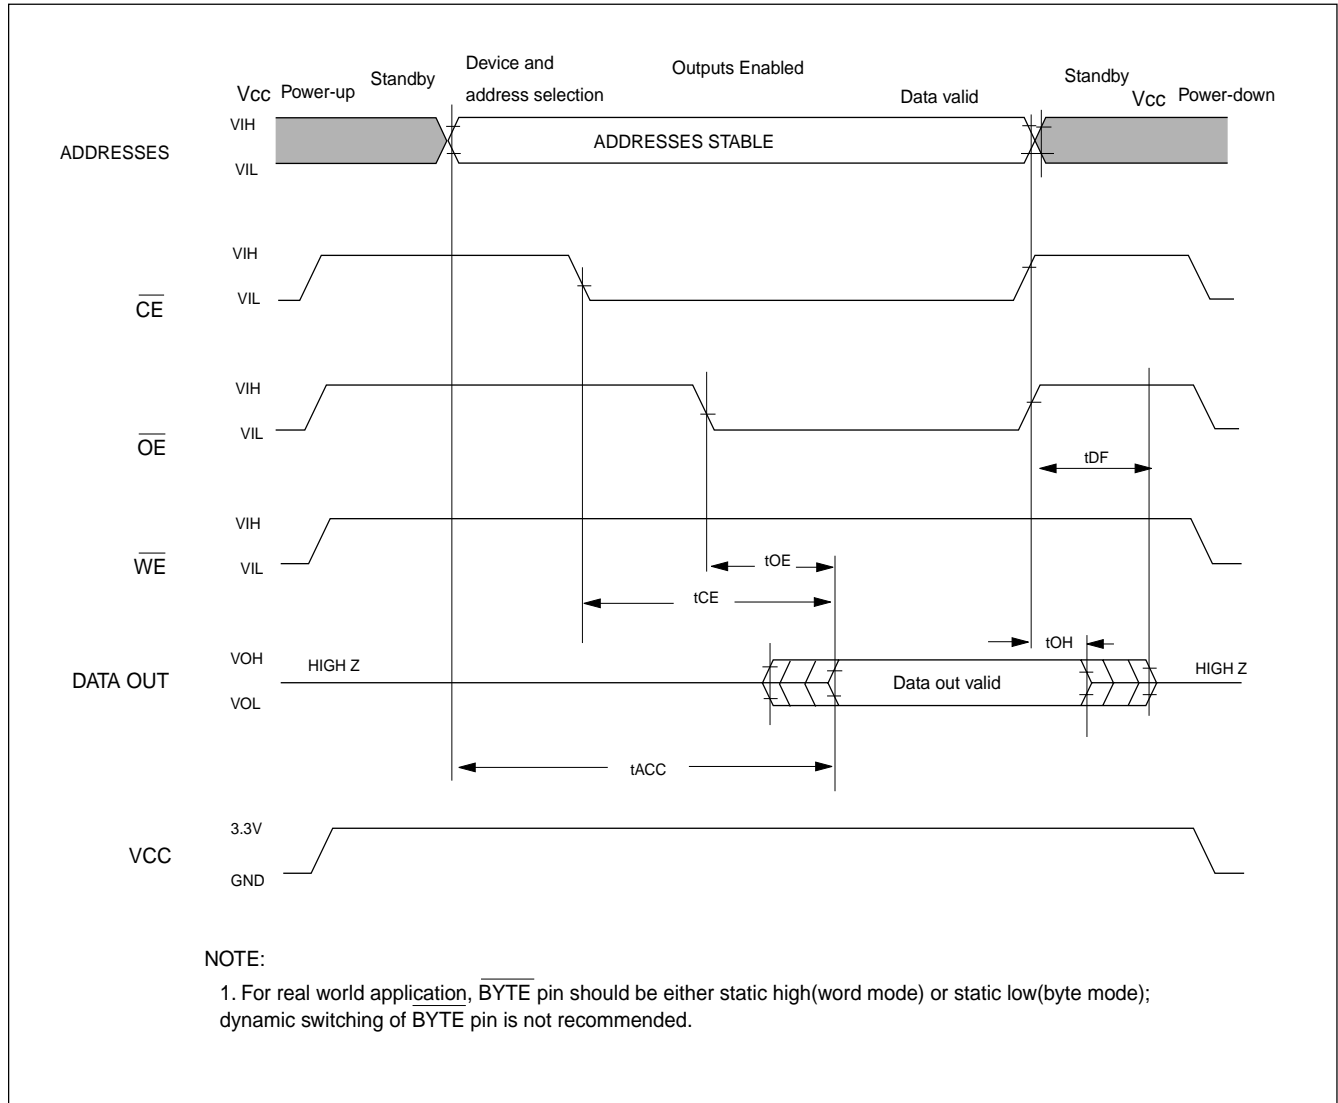 Device and
address selection
Outputs Enabled
Standby
Standby
Vcc Power-up
Data valid
Vcc Power-down
VIH
ADDRESSES
ADDRESSES STABLE
VIL
VIH
CE
VIL
VIH
OE
VIL
tDF
VIH
WE
VIL
tOE
tCE
tOH
VOH
DATA OUT
HIGH Z
Data out valid
HIGH Z
VOL
tACC
3.3V
VCC
GND
NOTE:
1. For real world application, BYTE pin should be either static high(word mode) or static low(byte mode);
dynamic switching of BYTE pin is not recommended.